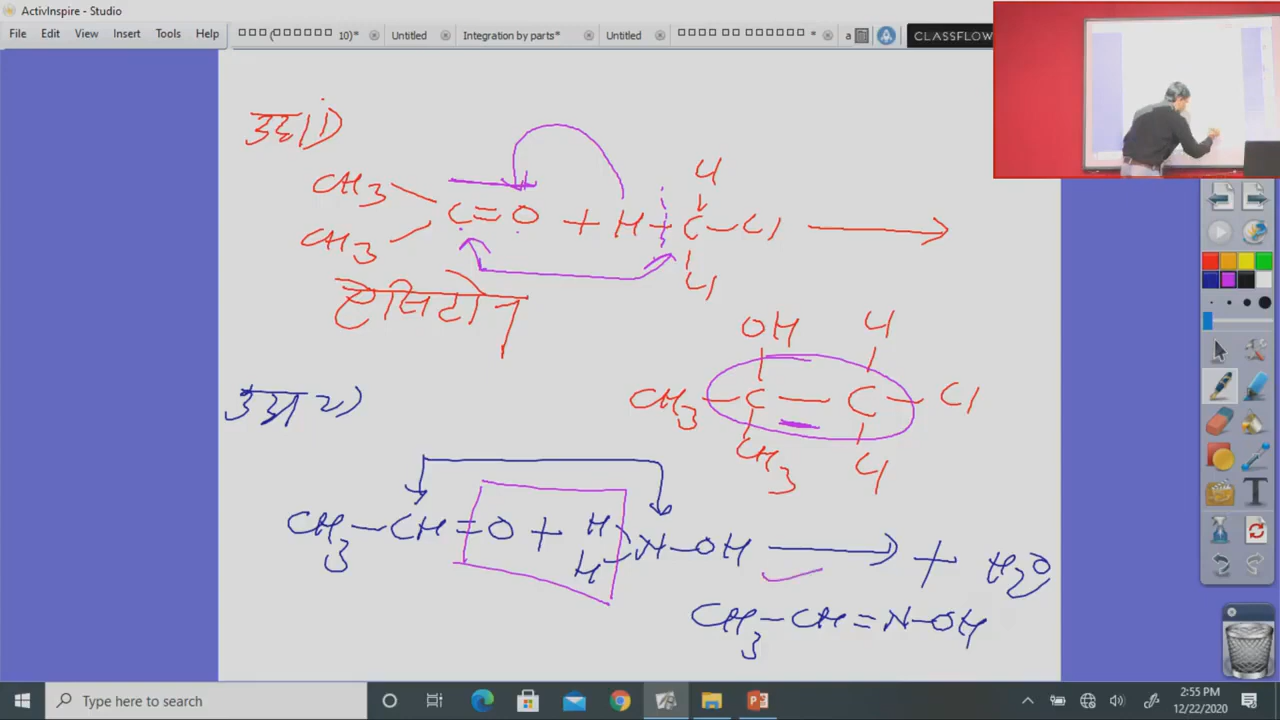 ActivInspire - Studio
File Edit View Insert Tools Help
10)* Untitled Integration by parts* Untitled * a CLASSFLOW
उदा 1)
CH3
CH3
C=O + H - C - Cl
Cl
Cl
एसिटोन
OH Cl
CH3 - C - C - Cl
CH3 Cl
उदा 2)
CH3 - CH = O + H H N - OH → + H2O
CH3 - CH = N - OH
Type here to search
2:55 PM
12/22/2020